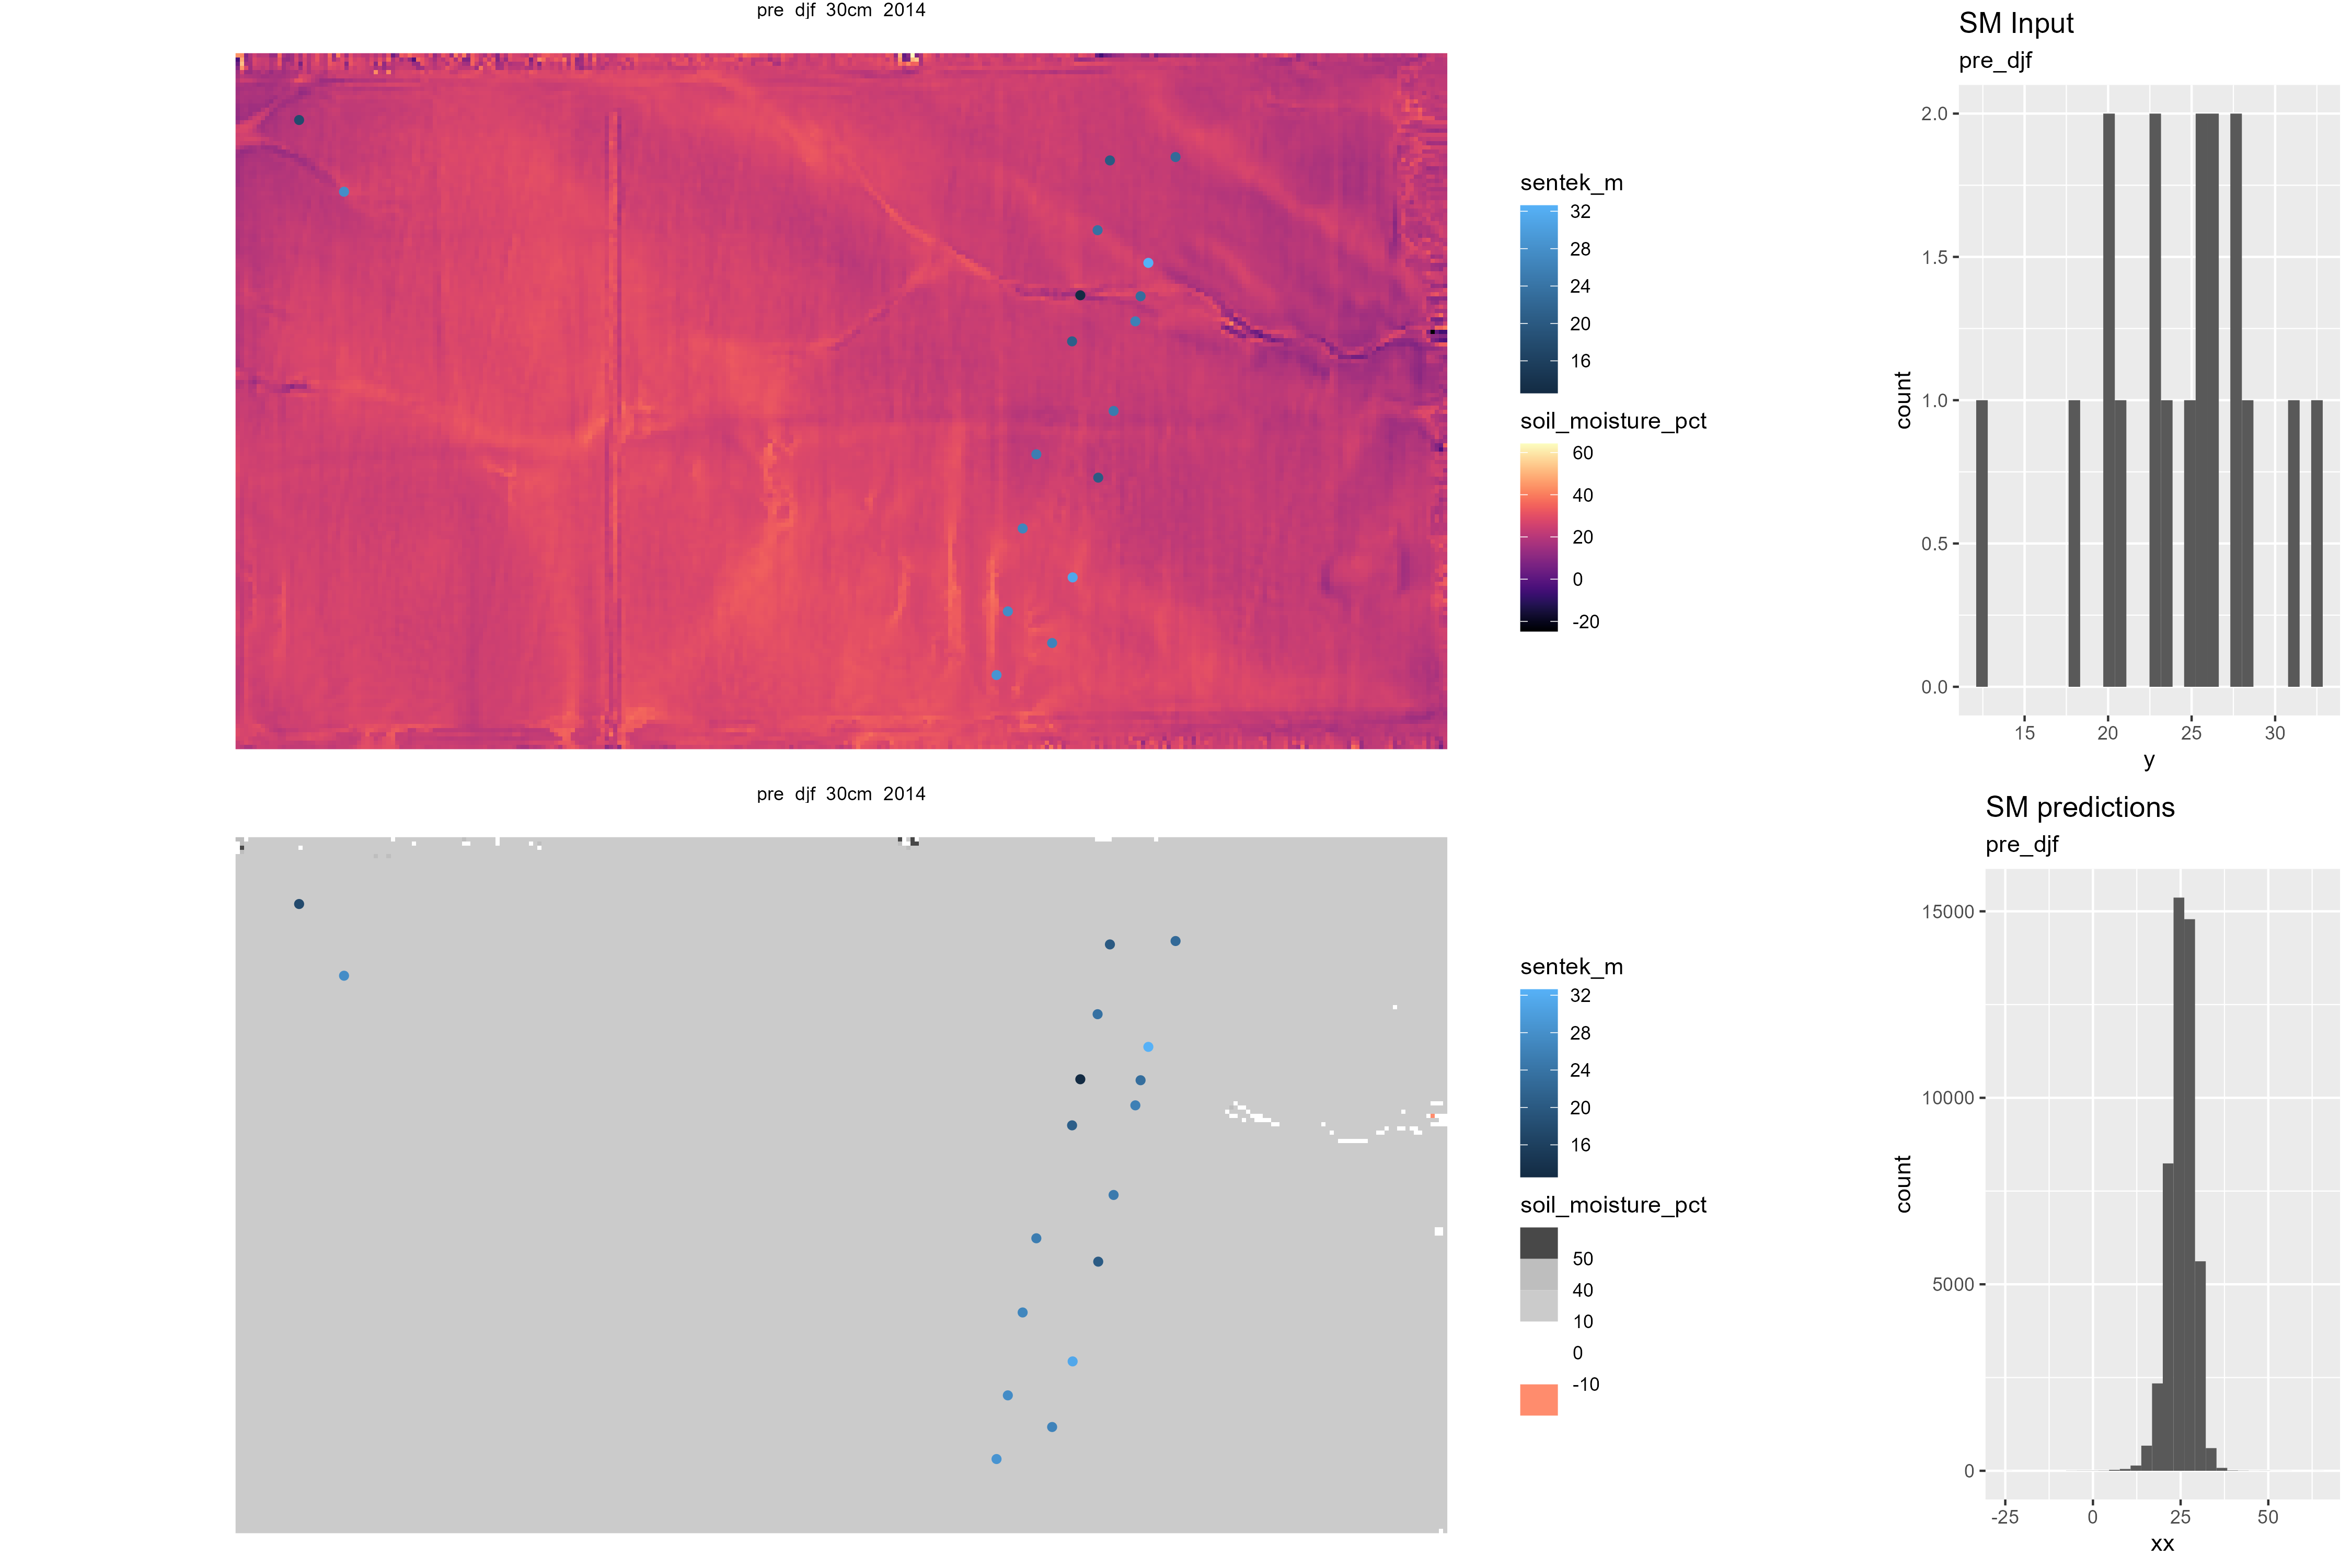 pre  djf  30cm  2014
sentek_m
32
28
24
20
16
soil_moisture_pct
60
40
20
0
-20
SM Input
pre_djf
count
2.0
1.5
1.0
0.5
0.0
15 20 25 30
y
pre  djf  30cm  2014
sentek_m
32
28
24
20
16
soil_moisture_pct
50
40
10
0
-10
SM predictions
pre_djf
count
15000
10000
5000
0
-25 0 25 50
xx